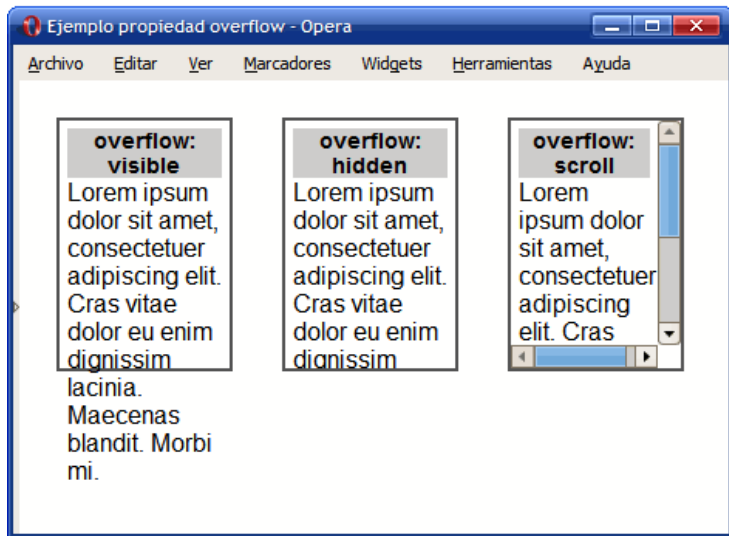 Ejemplo propiedad overflow - Opera
Archivo Editar Ver Marcadores Widgets Herramientas Ayuda
overflow:
visible
Lorem ipsum
dolor sit amet,
consectetuer
adipiscing elit.
Cras vitae
dolor eu enim
dignissim
lacinia.
Maecenas
blandit. Morbi
mi.
overflow:
hidden
Lorem ipsum
dolor sit amet,
consectetuer
adipiscing elit.
Cras vitae
dolor eu enim
dignissim
overflow:
scroll
Lorem
ipsum dolor
sit amet,
consectetuer
adipiscing
elit. Cras